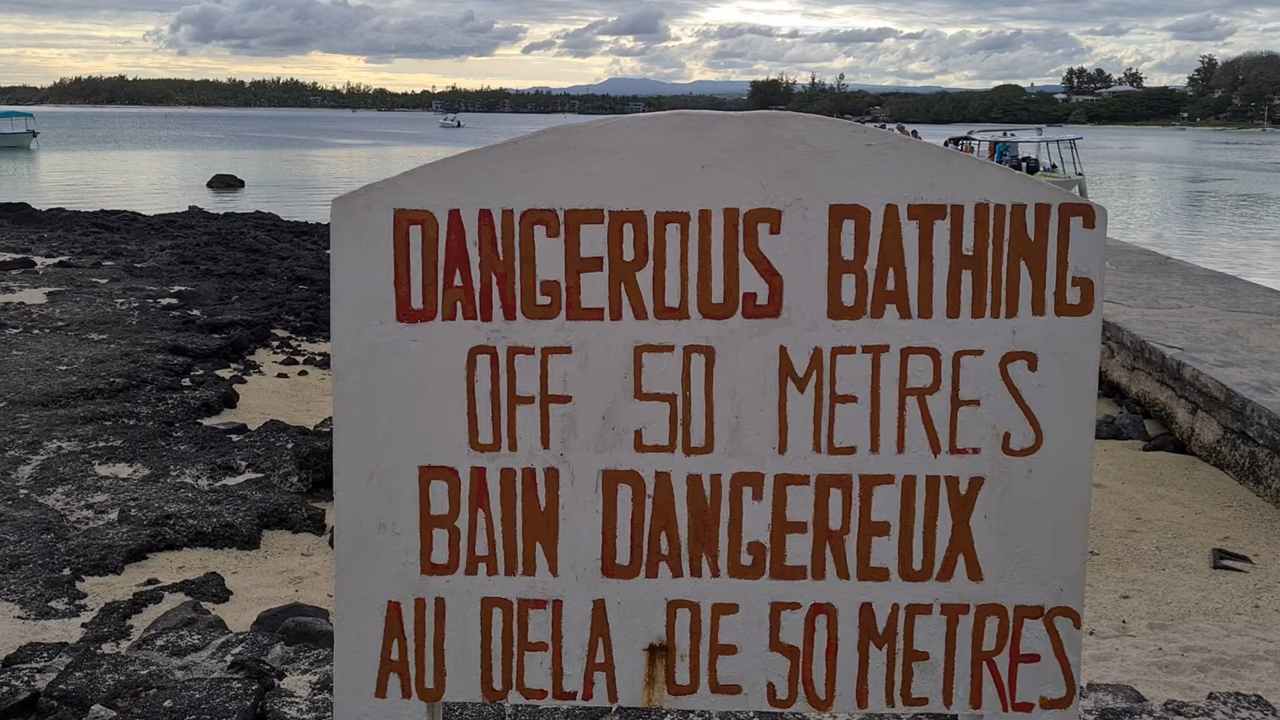 DANGEROUS BATHING
OFF 50 METRES
BAIN DANGEREUX
AU DELA DE 50 METRES